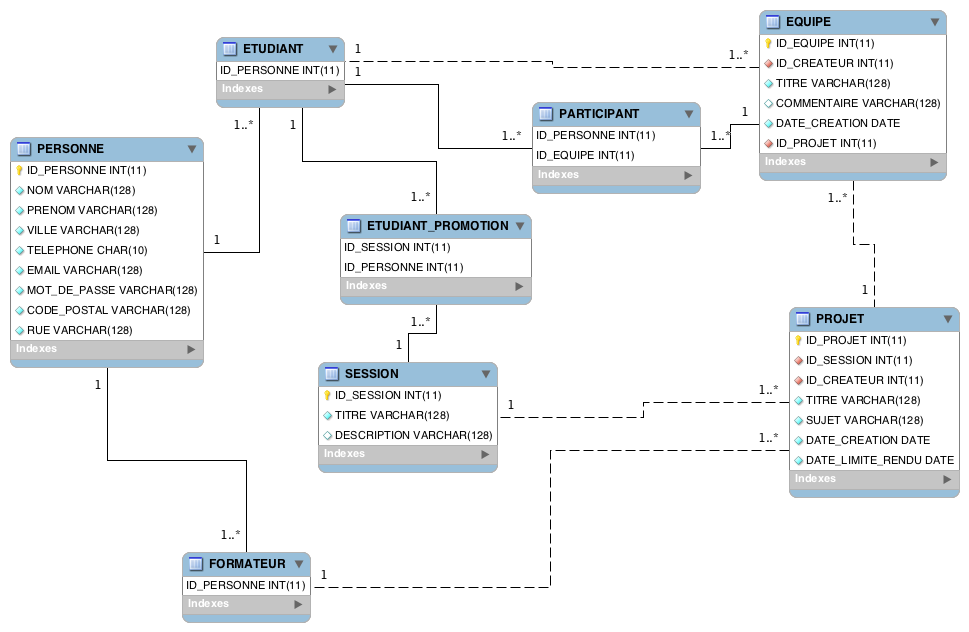 EQUIPE
ID_EQUIPE INT(11)
ID_CREATEUR INT(11)
TITRE VARCHAR(128)
COMMENTAIRE VARCHAR(128)
DATE_CREATION DATE
ID_PROJET INT(11)
Indexes
ETUDIANT
ID_PERSONNE INT(11)
Indexes
1
1..*
1
1..*
1
1..*
PARTICIPANT
ID_PERSONNE INT(11)
ID_EQUIPE INT(11)
Indexes
1..*
1
PERSONNE
ID_PERSONNE INT(11)
NOM VARCHAR(128)
PRENOM VARCHAR(128)
VILLE VARCHAR(128)
TELEPHONE CHAR(10)
EMAIL VARCHAR(128)
MOT_DE_PASSE VARCHAR(128)
CODE_POSTAL VARCHAR(128)
RUE VARCHAR(128)
Indexes
1
1..*
ETUDIANT_PROMOTION
ID_SESSION INT(11)
ID_PERSONNE INT(11)
Indexes
1..*
1
1..*
1
PROJET
ID_PROJET INT(11)
ID_SESSION INT(11)
ID_CREATEUR INT(11)
TITRE VARCHAR(128)
SUJET VARCHAR(128)
DATE_CREATION DATE
DATE_LIMITE_RENDU DATE
Indexes
SESSION
ID_SESSION INT(11)
TITRE VARCHAR(128)
DESCRIPTION VARCHAR(128)
Indexes
1
1..*
1..*
1
1..*
FORMATEUR
ID_PERSONNE INT(11)
Indexes
1